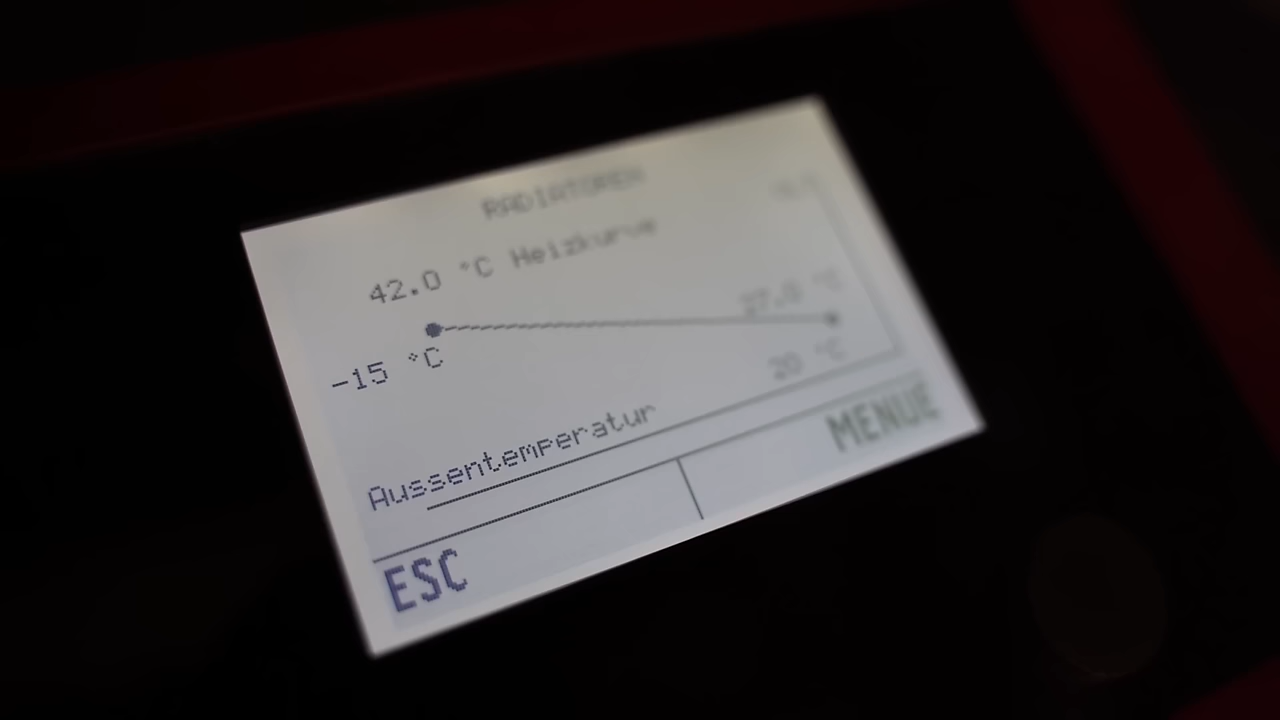 RADIATOREN
42.0 °C Heizkurve
27.0 °C
-15 °C
20 °C
Aussentemperatur
ESC
MENUE